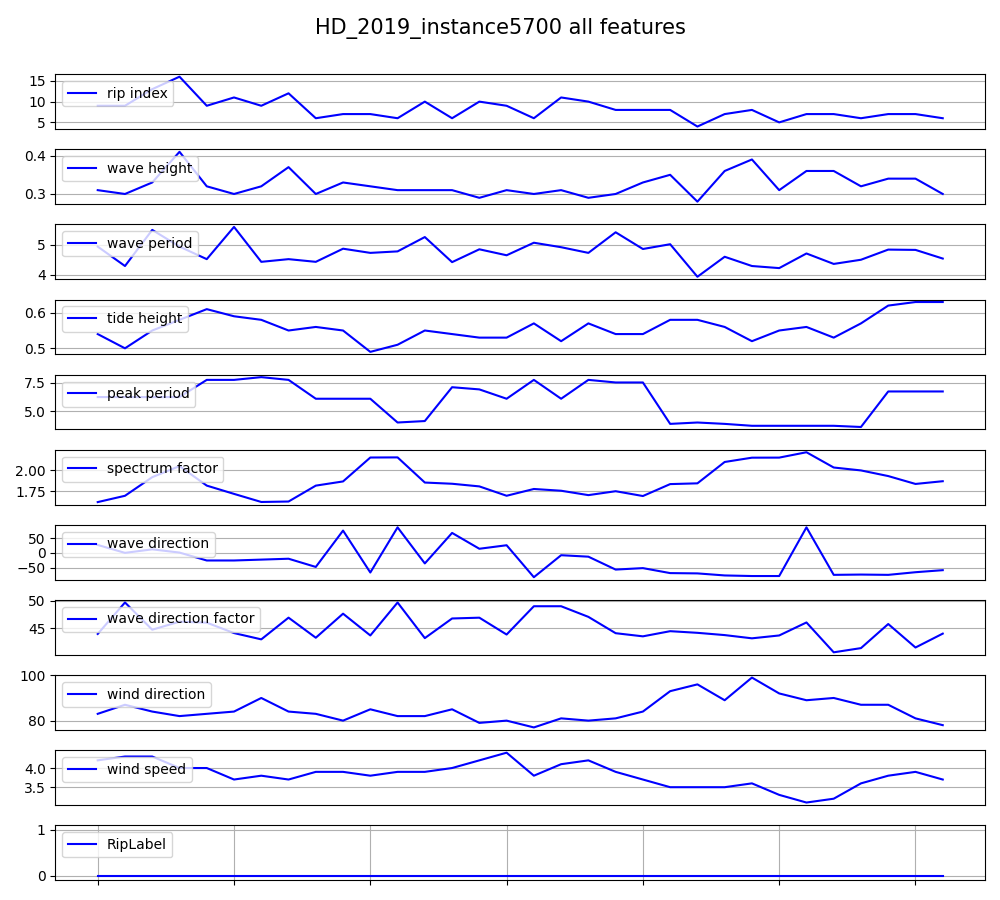 HD_2019_instance5700 all features
15
10
5
rip index
0.4
0.3
wave height
5
4
wave period
0.6
0.5
tide height
7.5
5.0
peak period
2.00
1.75
spectrum factor
50
0
−50
wave direction
50
45
wave direction factor
100
80
wind direction
4.0
3.5
wind speed
1
0
RipLabel